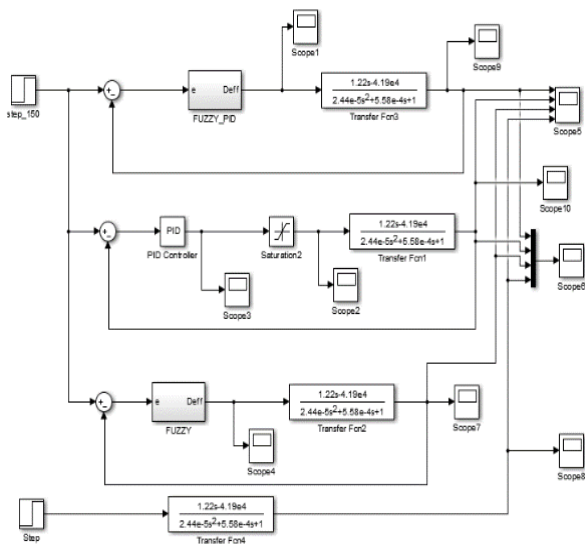 Scope1
Scope9
step_150
+
−
e
Deff
FUZZY_PID
1.22s-4.19e4
2.44e-5s²+5.58e-4s+1
Transfer Fcn3
Scope5
Scope10
+
−
PID
PID Controller
Saturation2
1.22s-4.19e4
2.44e-5s²+5.58e-4s+1
Transfer Fcn1
Scope3
Scope2
Scope6
+
−
e
Deff
FUZZY
1.22s-4.19e4
2.44e-5s²+5.58e-4s+1
Transfer Fcn2
Scope4
Scope7
Scope8
Step
1.22s-4.19e4
2.44e-5s²+5.58e-4s+1
Transfer Fcn4